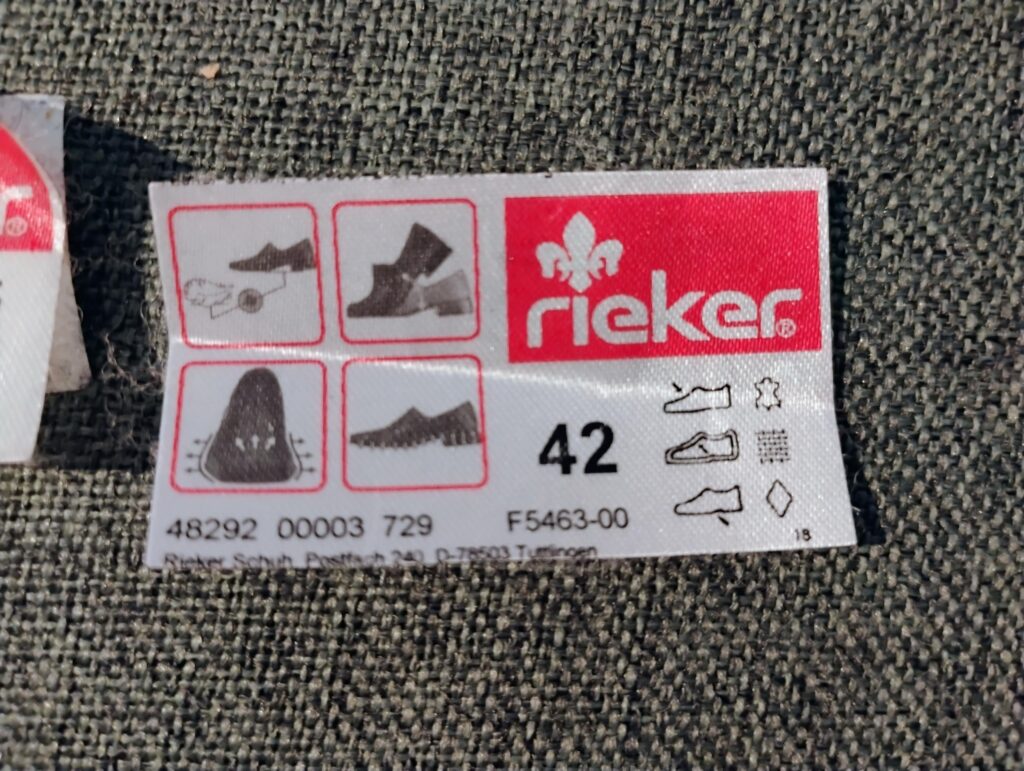 rieker®
42
48292 00003 729 F5463-00
18
Rieker Schuh, Postfach 240, D-78503 Tuttlingen
r®